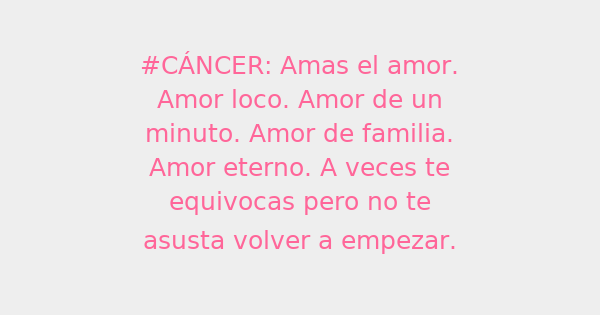 #CÁNCER: Amas el amor.
Amor loco. Amor de un
minuto. Amor de familia.
Amor eterno. A veces te
equivocas pero no te
asusta volver a empezar.